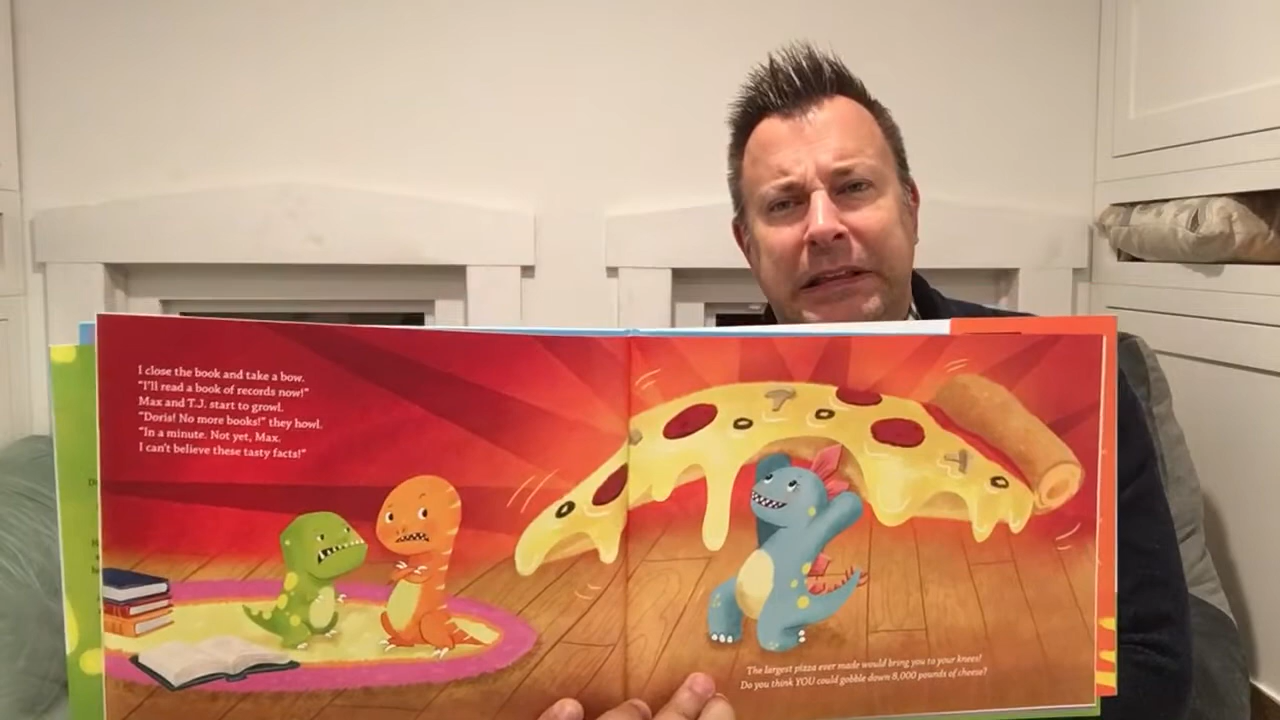 I close the book and take a bow.
"I'll read a book of records now!"
Max and T.J. start to growl.
"Doris! No more books!" they howl.
"In a minute. Not yet, Max.
I can't believe these tasty facts!"
The largest pizza ever made would bring you to your knees!
Do you think YOU could gobble down 8,000 pounds of cheese?